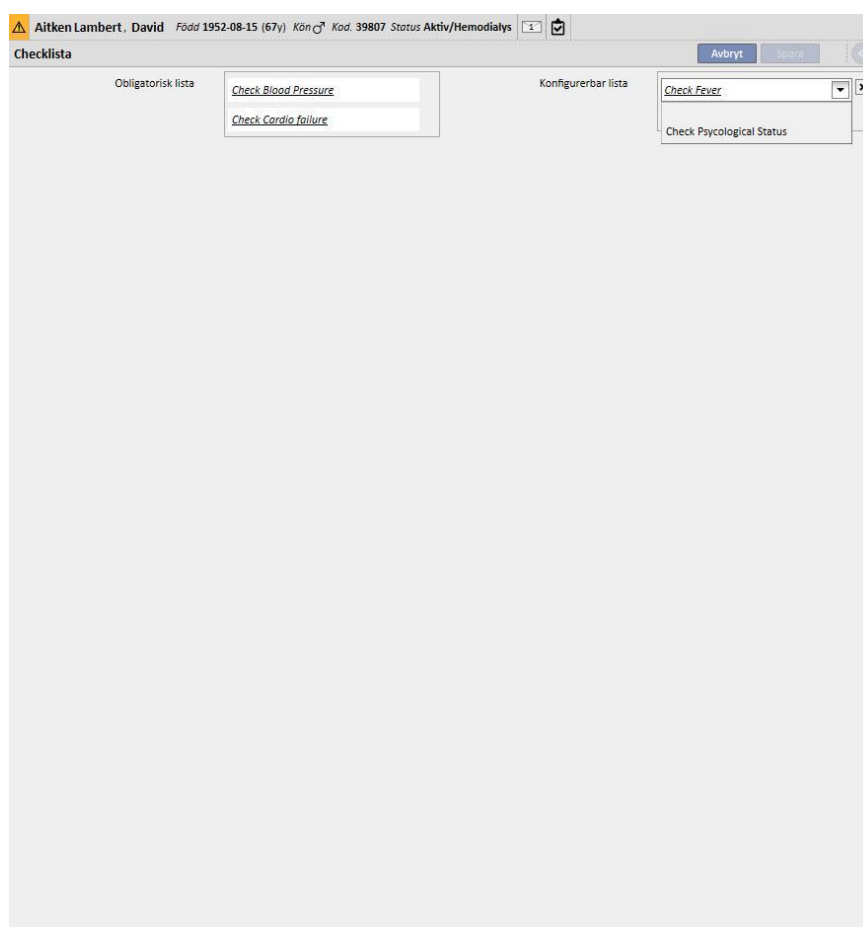 Aitken Lambert, David Född 1952-08-15 (67y) Kön Kod. 39807 Status Aktiv/Hemodialys 1
Checklista Avbryt Spara
Obligatorisk lista Check Blood Pressure Konfigurerbar lista Check Fever
Check Cardio failure
Check Psycological Status